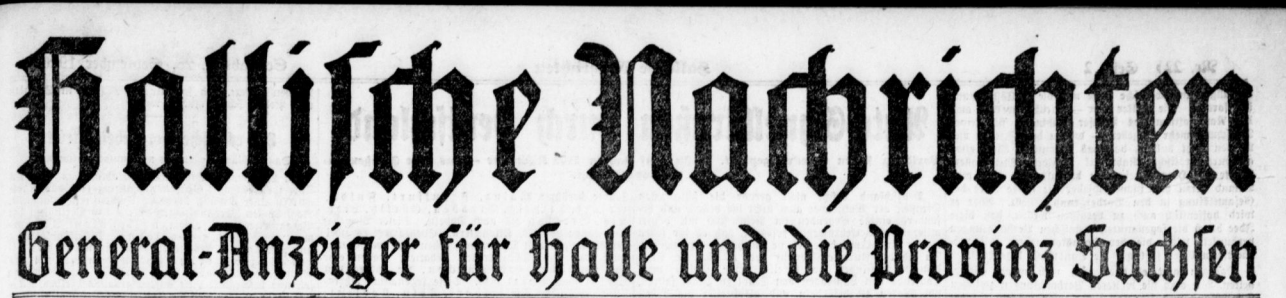 Hallische Nachrichten
General-Anzeiger für Halle und die Provinz Sachsen